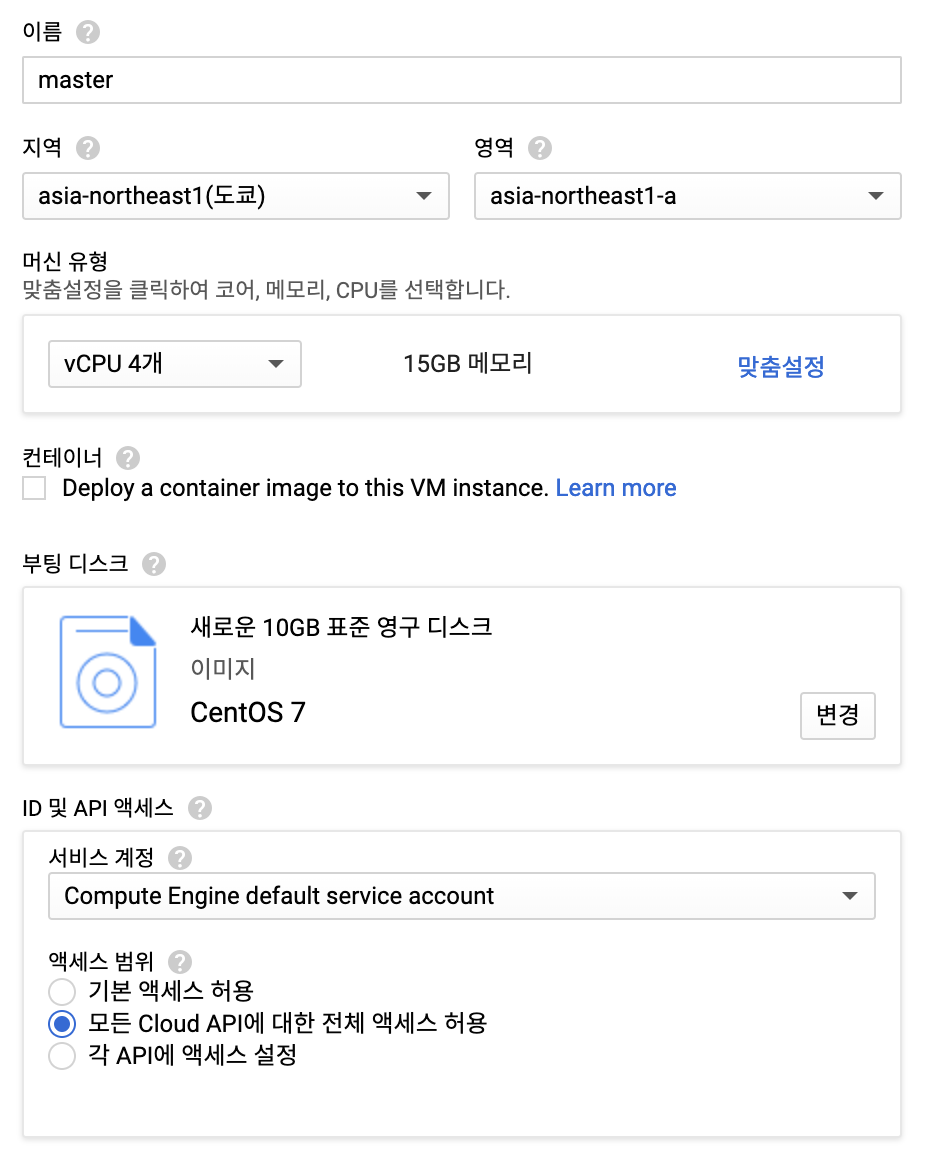 이름
master
지역 영역
asia-northeast1(도쿄) asia-northeast1-a
머신 유형
맞춤설정을 클릭하여 코어, 메모리, CPU를 선택합니다.
vCPU 4개 15GB 메모리 맞춤설정
컨테이너
Deploy a container image to this VM instance. Learn more
부팅 디스크
새로운 10GB 표준 영구 디스크
이미지
CentOS 7
변경
ID 및 API 액세스
서비스 계정
Compute Engine default service account
액세스 범위
기본 액세스 허용
모든 Cloud API에 대한 전체 액세스 허용
각 API에 액세스 설정